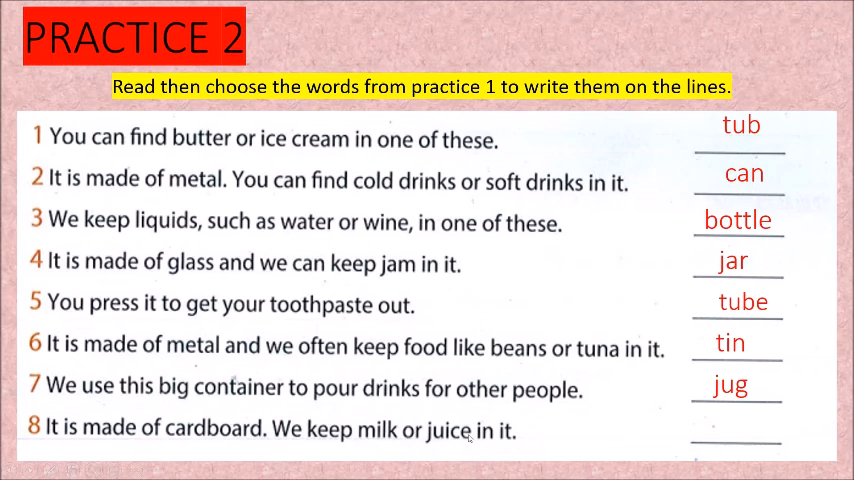 PRACTICE 2
Read then choose the words from practice 1 to write them on the lines.
1 You can find butter or ice cream in one of these. tub
2 It is made of metal. You can find cold drinks or soft drinks in it. can
3 We keep liquids, such as water or wine, in one of these. bottle
4 It is made of glass and we can keep jam in it. jar
5 You press it to get your toothpaste out. tube
6 It is made of metal and we often keep food like beans or tuna in it. tin
7 We use this big container to pour drinks for other people. jug
8 It is made of cardboard. We keep milk or juice in it.